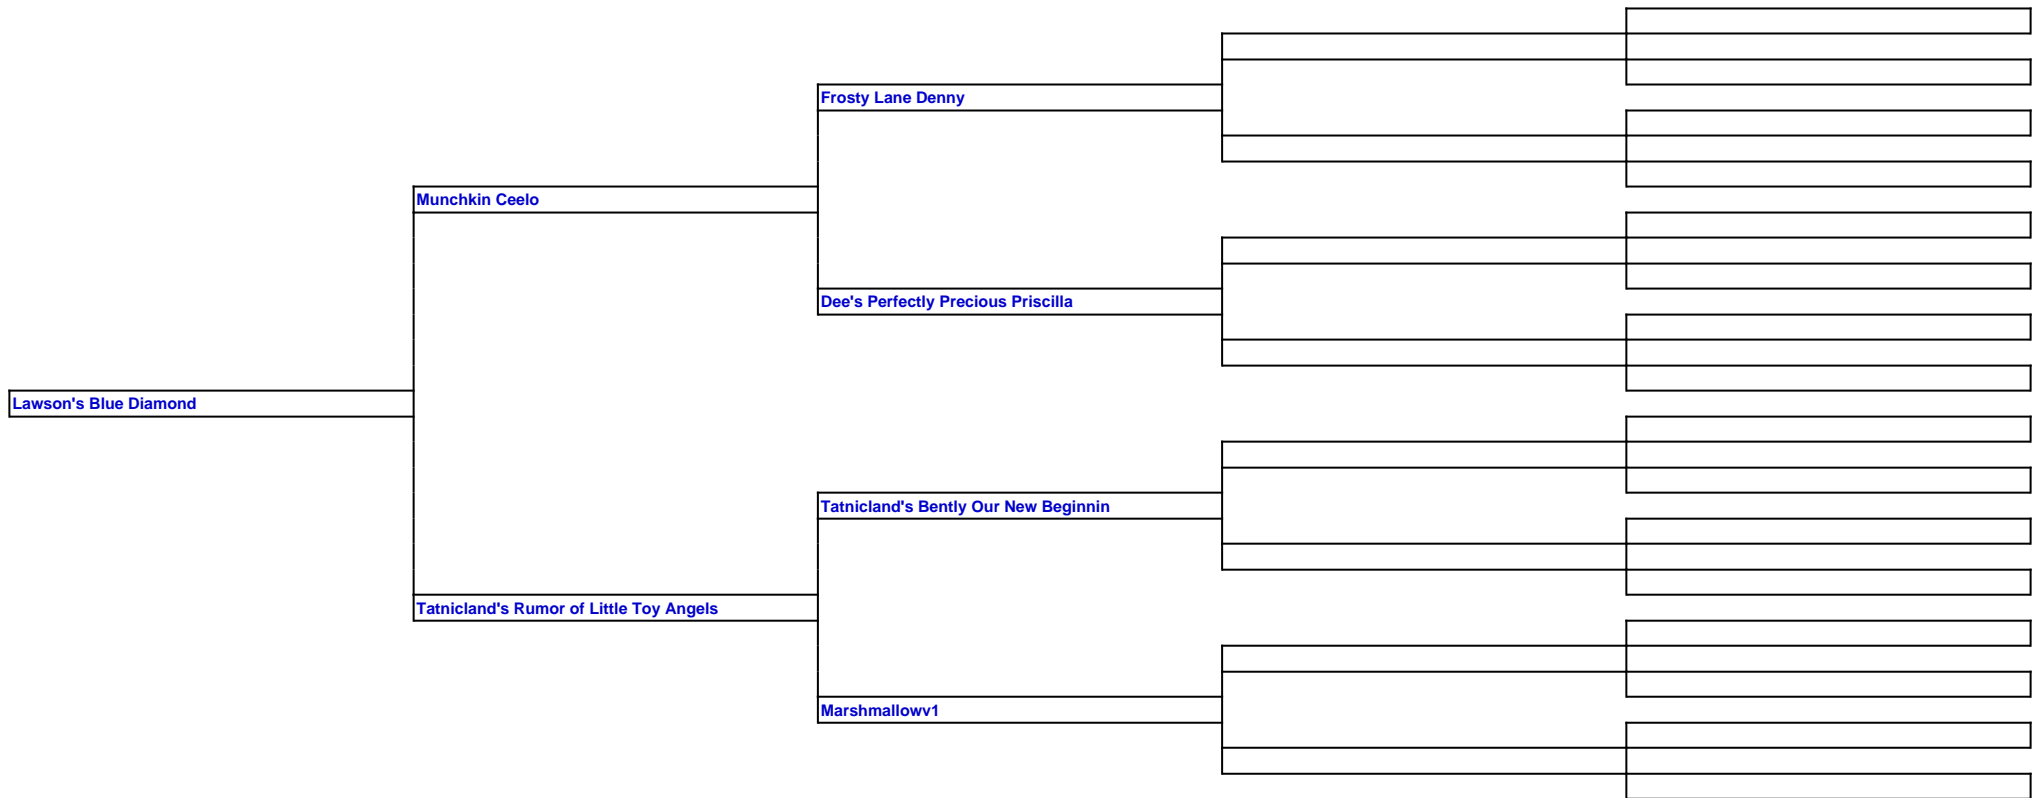 Frosty Lane Denny
Munchkin Ceelo
Dee's Perfectly Precious Priscilla
Lawson's Blue Diamond
Tatnicland's Bently Our New Beginnin
Tatnicland's Rumor of Little Toy Angels
Marshmallowv1